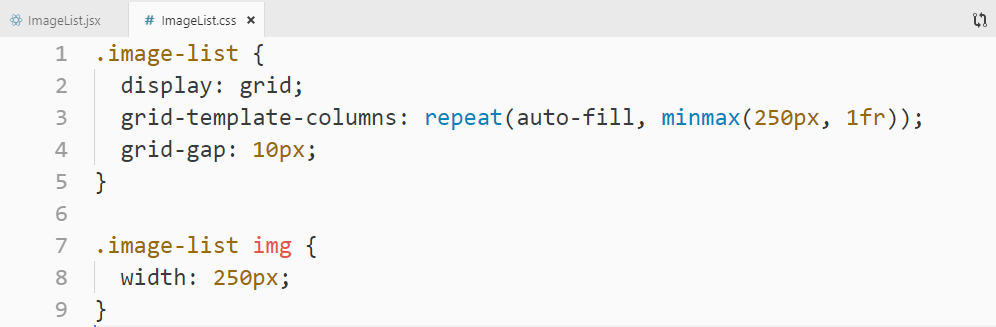 ImageList.jsx # ImageList.css ×
1 .image-list {
2 display: grid;
3 grid-template-columns: repeat(auto-fill, minmax(250px, 1fr));
4 grid-gap: 10px;
5 }
6
7 .image-list img {
8 width: 250px;
9 }